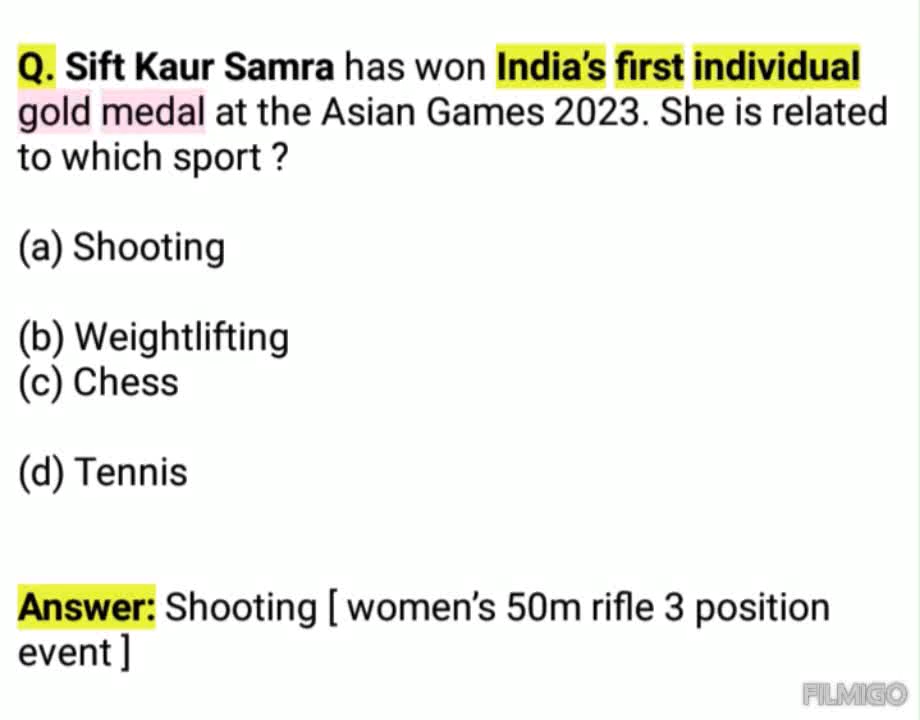 Q. Sift Kaur Samra has won India's first individual
gold medal at the Asian Games 2023. She is related
to which sport ?
(a) Shooting
(b) Weightlifting
(c) Chess
(d) Tennis
Answer: Shooting [ women's 50m rifle 3 position
event ]
FILMIGO